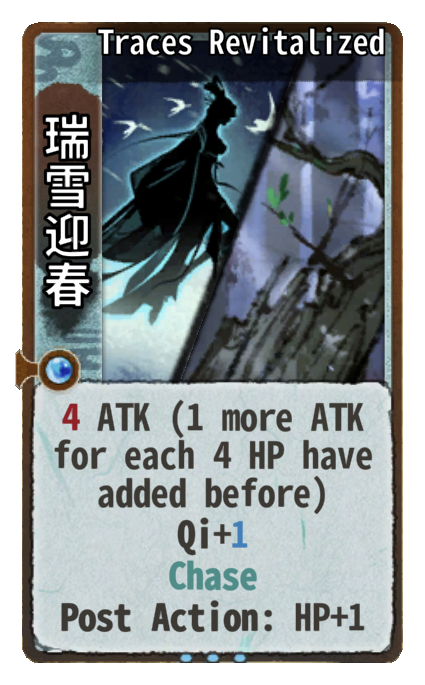 Traces Revitalized
瑞雪迎春
4 ATK (1 more ATK
for each 4 HP have
added before)
Qi+1
Chase
Post Action: HP+1